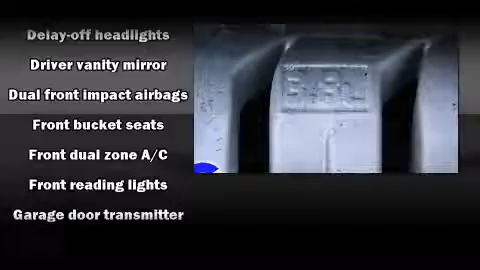 Delay-off headlights
Driver vanity mirror
Dual front impact airbags
Front bucket seats
Front dual zone A/C
Front reading lights
Garage door transmitter